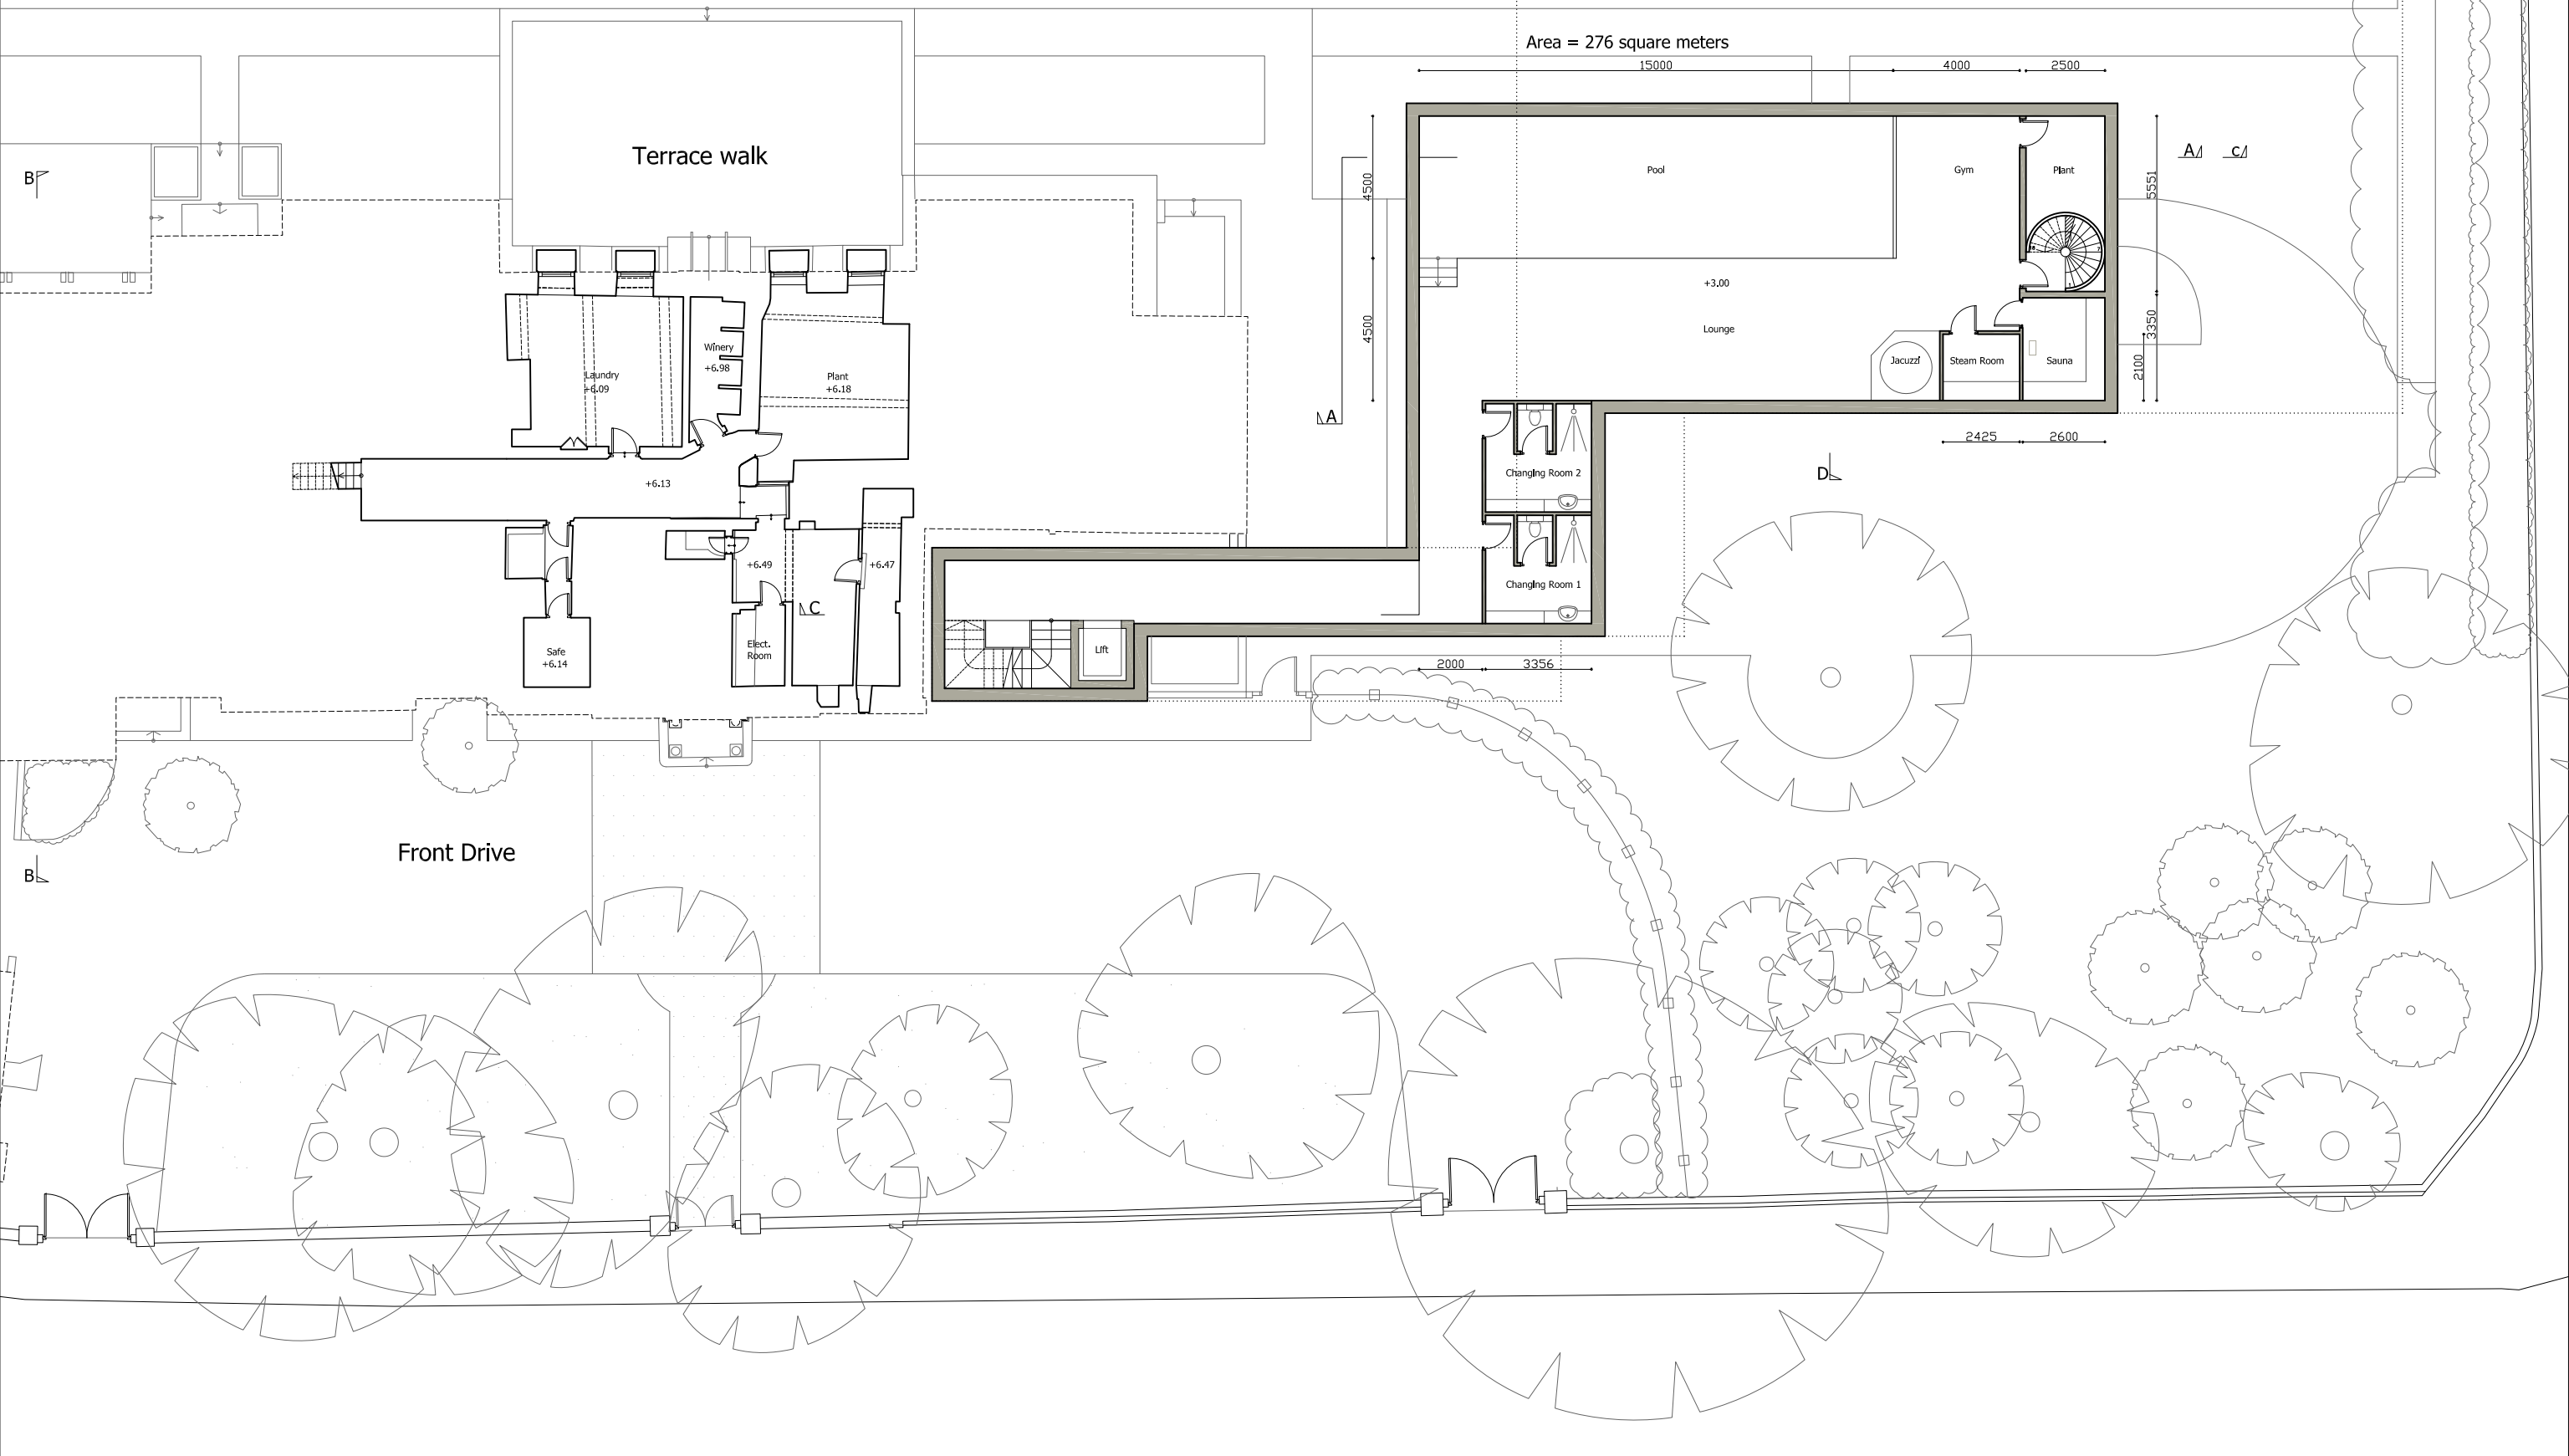 Area = 276 square meters
15000
4000
2500
Terrace walk
B
Pool
Gym
Plant
A
c
4500
5551
+3.00
Lounge
4500
3350
2100
Jacuzzi
Steam Room
Sauna
Winery
+6.98
Laundry
+6.09
Plant
+6.18
A
2425
2600
D
Changing Room 2
+6.13
+6.49
+6.47
Changing Room 1
C
Elect.
Room
Safe
+6.14
Lift
2000
3356
Front Drive
B